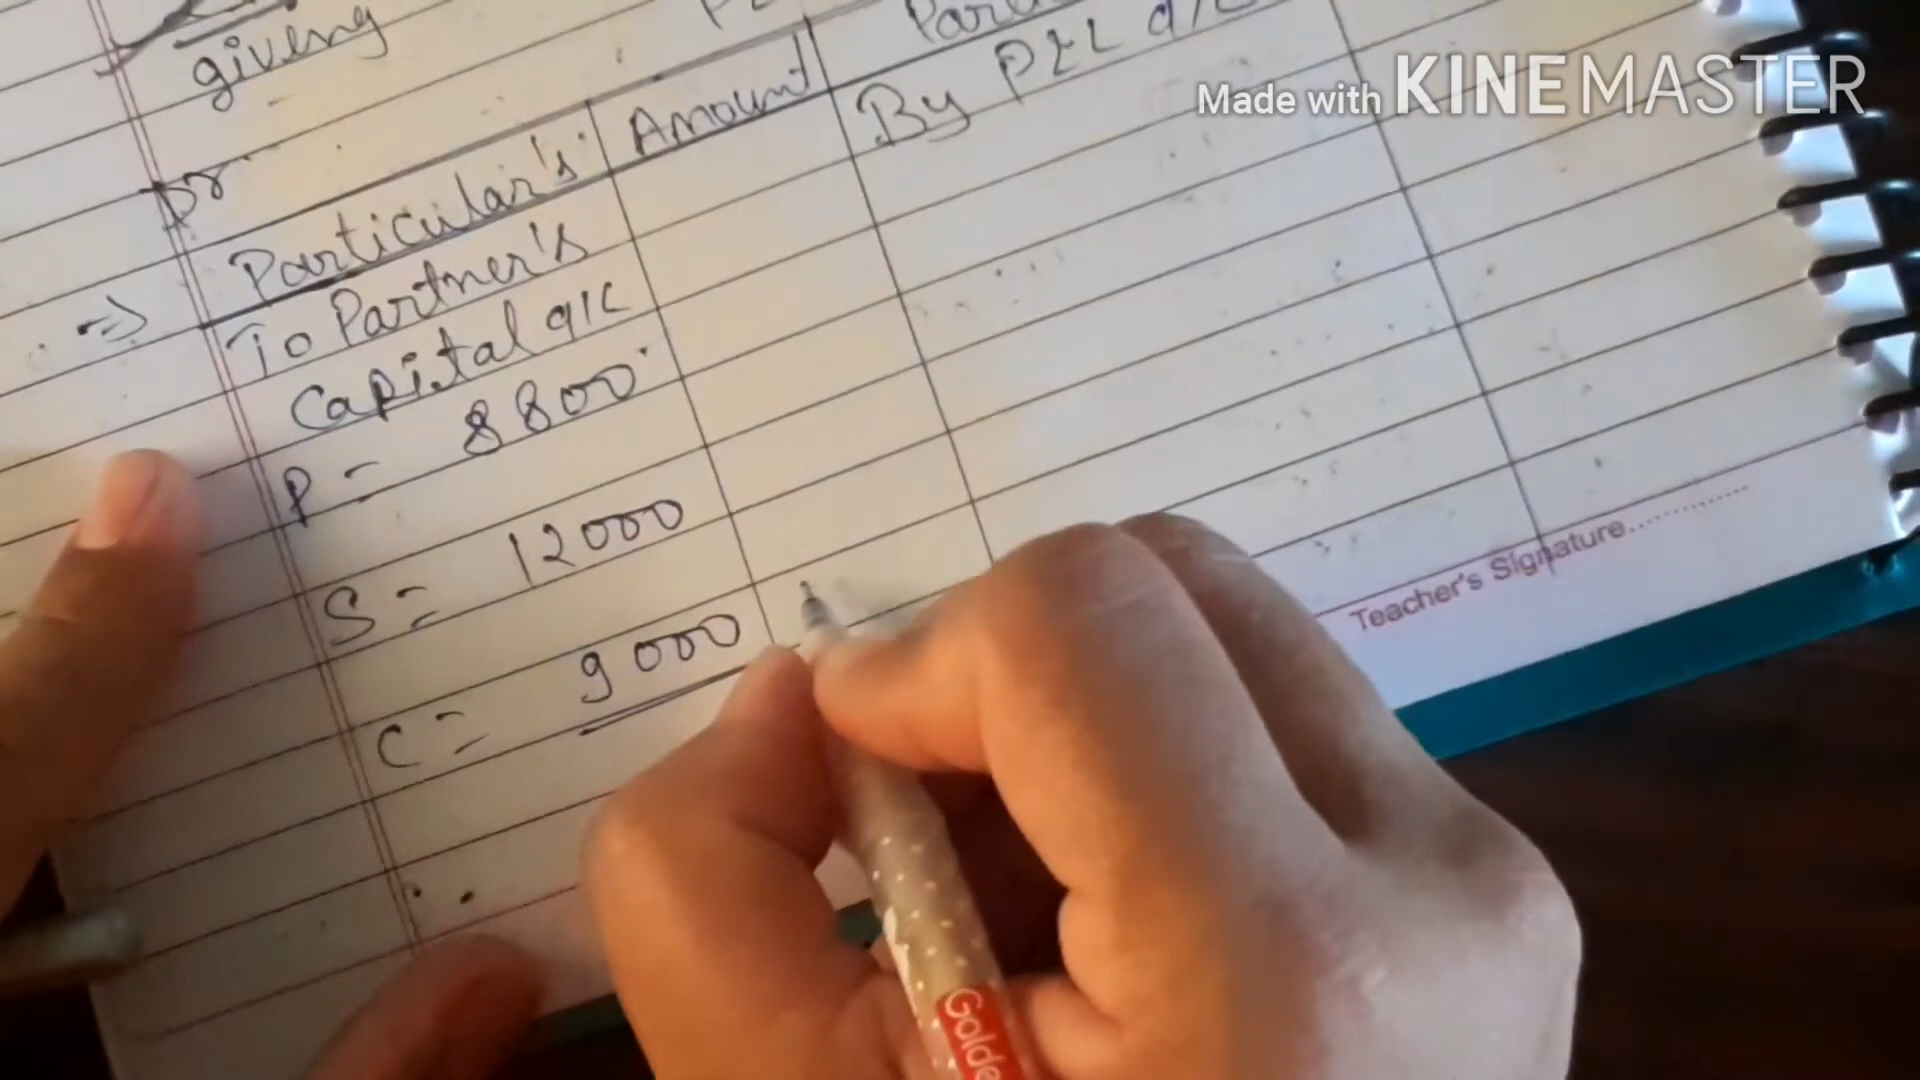 giving
Dr
Particular's Amount
To Partner's By P&L a/c
Capital a/c
P - 8800
S = 12000
C = 9000
=>
Teacher's Signature
Golde
Made with KINEMASTER